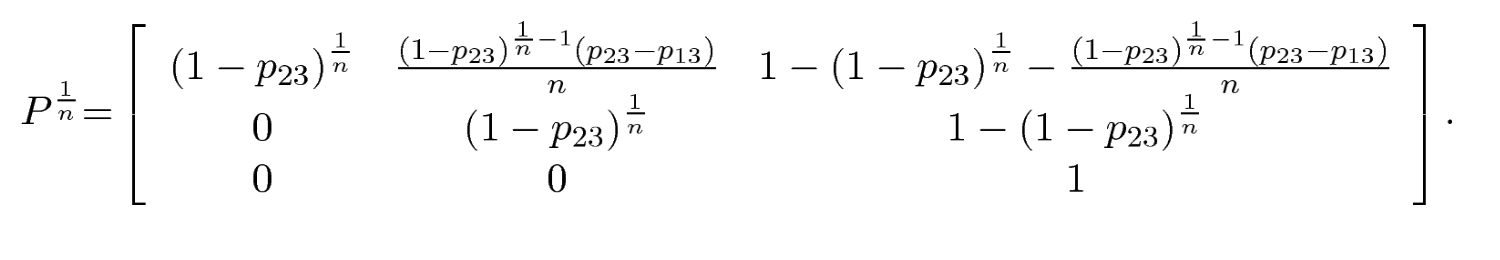 $P^{\frac{1}{n}} = \left[ \begin{array}{ccc} (1-p_{23})^{\frac{1}{n}} & \frac{(1-p_{23})^{\frac{1}{n}-1}(p_{23}-p_{13})}{n} & 1-(1-p_{23})^{\frac{1}{n}} - \frac{(1-p_{23})^{\frac{1}{n}-1}(p_{23}-p_{13})}{n} \\
0 & (1-p_{23})^{\frac{1}{n}} & 1-(1-p_{23})^{\frac{1}{n}} \\
0 & 0 & 1 \end{array} \right].$